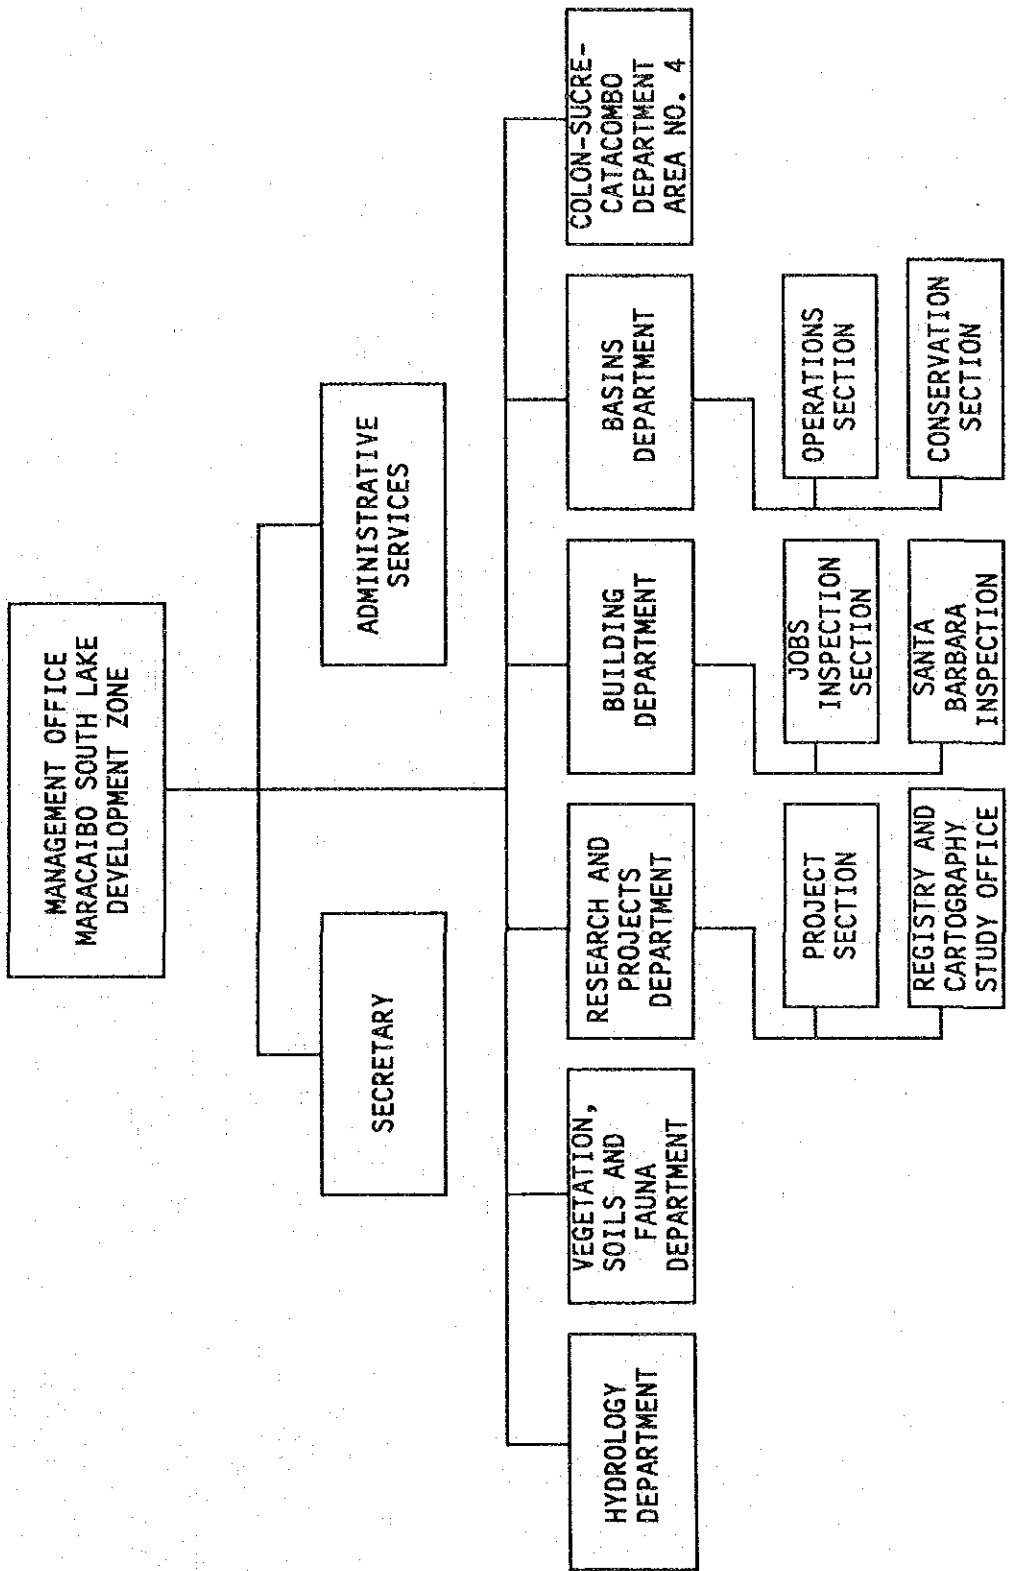 MANAGEMENT OFFICE
MARACAIBO SOUTH LAKE
DEVELOPMENT ZONE
SECRETARY
ADMINISTRATIVE
SERVICES
HYDROLOGY
DEPARTMENT
VEGETATION,
SOILS AND
FAUNA
DEPARTMENT
RESEARCH AND
PROJECTS
DEPARTMENT
BUILDING
DEPARTMENT
BASINS
DEPARTMENT
COLON-SUCRE-
CATACOMBO
DEPARTMENT
AREA NO. 4
PROJECT
SECTION
JOBS
INSPECTION
SECTION
OPERATIONS
SECTION
REGISTRY AND
CARTOGRAPHY
STUDY OFFICE
SANTA
BARBARA
INSPECTION
CONSERVATION
SECTION